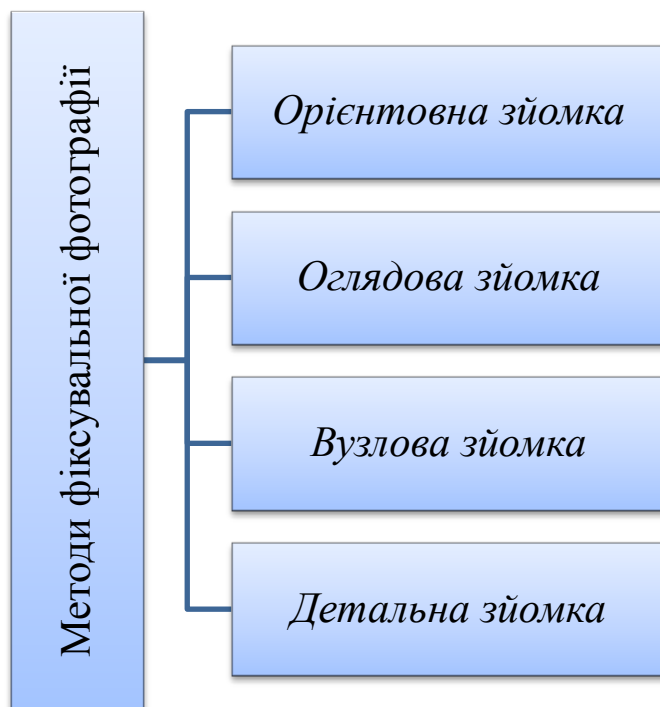 Методи фіксувальної фотографії
Орієнтовна зйомка
Оглядова зйомка
Вузлова зйомка
Детальна зйомка